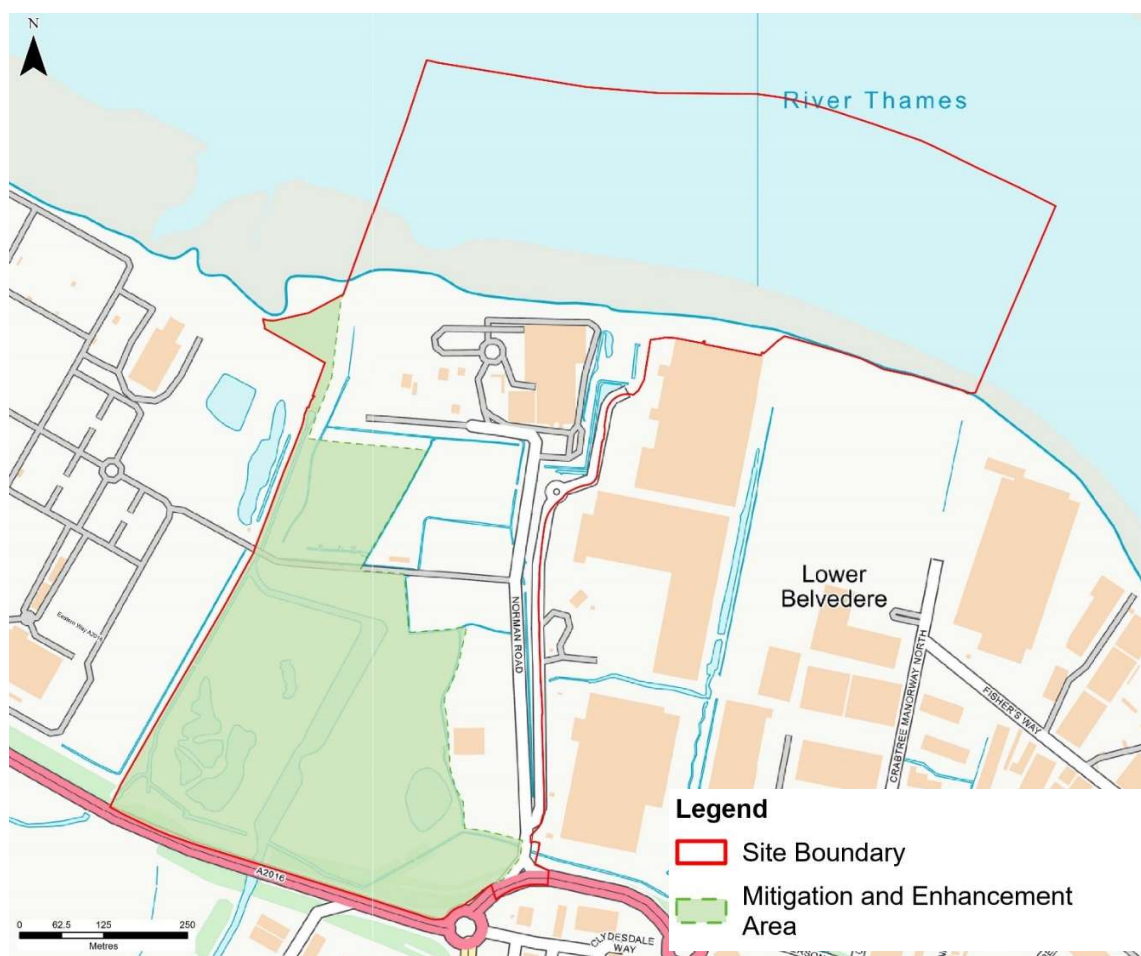 N
River Thames
Lower
Belvedere
NORMAN ROAD
CRABTREE MANORWAY NORTH
FISHER'S WAY
Eastern Way A2016
A2016
CLYDESDALE
WAY
0 62.5 125 250
Metres
Legend
Site Boundary
Mitigation and Enhancement
Area